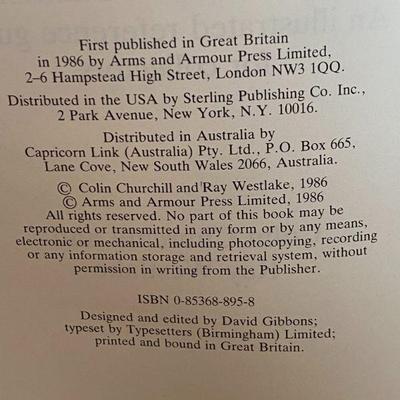 An illustrated reference gu
First published in Great Britain
in 1986 by Arms and Armour Press Limited,
2–6 Hampstead High Street, London NW3 1QQ.
Distributed in the USA by Sterling Publishing Co. Inc.,
2 Park Avenue, New York, N.Y. 10016.
Distributed in Australia by
Capricorn Link (Australia) Pty. Ltd., P.O. Box 665,
Lane Cove, New South Wales 2066, Australia.
© Colin Churchill and Ray Westlake, 1986
© Arms and Armour Press Limited, 1986
All rights reserved. No part of this book may be
reproduced or transmitted in any form or by any means,
electronic or mechanical, including photocopying, recording
or any information storage and retrieval system, without
permission in writing from the Publisher.
ISBN 0-85368-895-8
Designed and edited by David Gibbons;
typeset by Typesetters (Birmingham) Limited;
printed and bound in Great Britain.